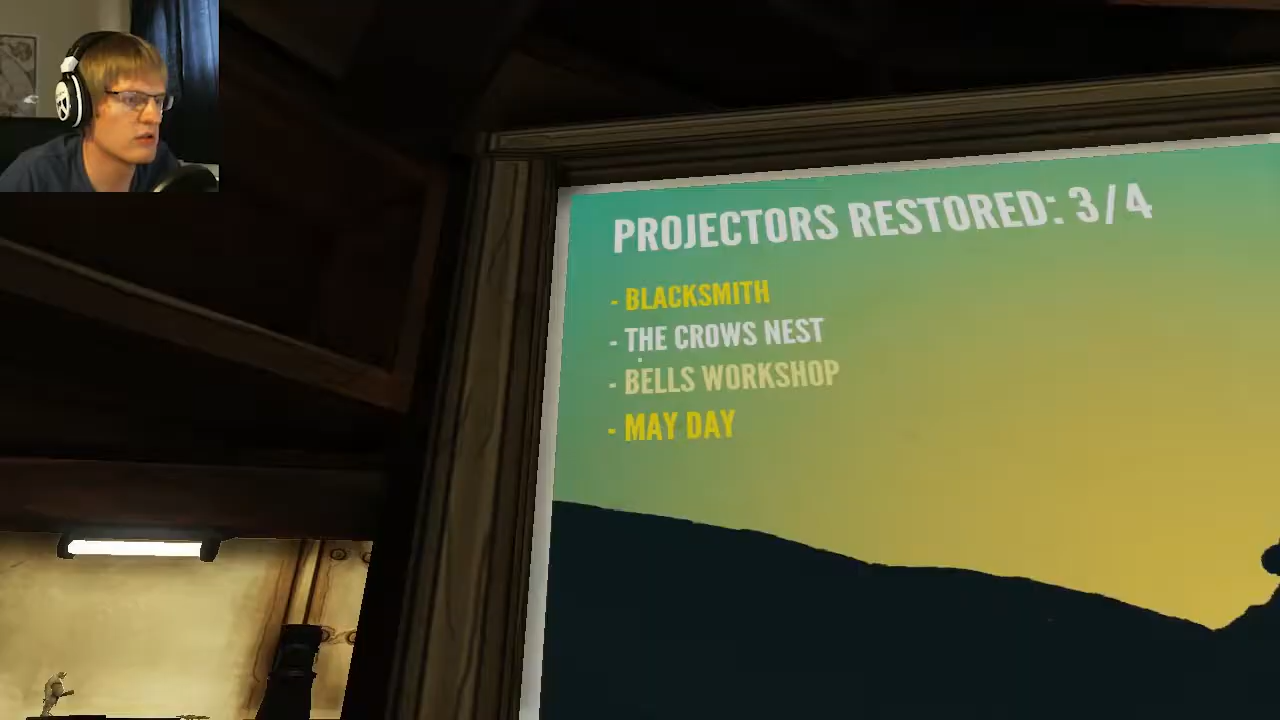 PROJECTORS RESTORED: 3/4
- BLACKSMITH
- THE CROWS NEST
- BELLS WORKSHOP
- MAY DAY